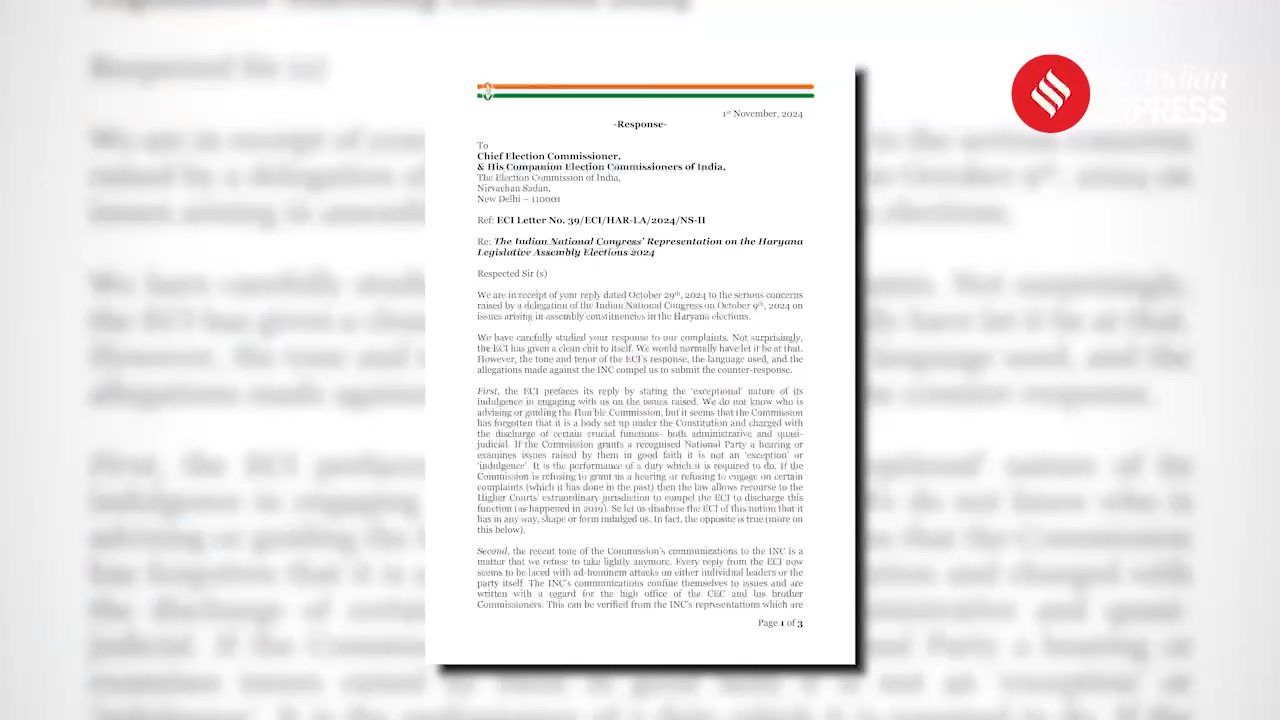 The Indian
EXPRESS
1st November, 2024
-Response-
To
Chief Election Commissioner,
& His Companion Election Commissioners of India,
The Election Commission of India,
Nirvachan Sadan,
New Delhi – 110001
Ref: ECI Letter No. 39/ECI/HAR-LA/2024/NS-II
Re: The Indian National Congress' Representation on the Haryana
Legislative Assembly Elections 2024
Respected Sir (s)
We are in receipt of your reply dated October 29th, 2024 to the serious concerns
raised by a delegation of the Indian National Congress on October 9th, 2024 on
issues arising in assembly constituencies in the Haryana elections.
We have carefully studied your response to our complaints. Not surprisingly,
the ECI has given a clean chit to itself. We would normally have let it be at that.
However, the tone and tenor of the ECI's response, the language used, and the
allegations made against the INC compel us to submit the counter-response.
First, the ECI prefaces its reply by stating the 'exceptional' nature of its
indulgence in engaging with us on the issues raised. We do not know who is
advising or guiding the Hon'ble Commission, but it seems that the Commission
has forgotten that it is a body set up under the Constitution and charged with
the discharge of certain crucial functions- both administrative and quasi-
judicial. If the Commission grants a recognised National Party a hearing or
examines issues raised by them in good faith it is not an 'exception' or
'indulgence'. It is the performance of a duty which it is required to do. If the
Commission is refusing to grant us a hearing or refusing to engage on certain
complaints (which it has done in the past) then the law allows recourse to the
Higher Courts' extraordinary jurisdiction to compel the ECI to discharge this
function (as happened in 2019). So let us disabuse the ECI of this notion that it
has in any way, shape or form indulged us. In fact, the opposite is true (more on
this below).
Second, the recent tone of the Commission's communications to the INC is a
matter that we refuse to take lightly anymore. Every reply from the ECI now
seems to be laced with ad-hominem attacks on either individual leaders or the
party itself. The INC's communications confine themselves to issues and are
written with a regard for the high office of the CEC and his brother
Commissioners. This can be verified from the INC's representations which are
Page 1 of 3